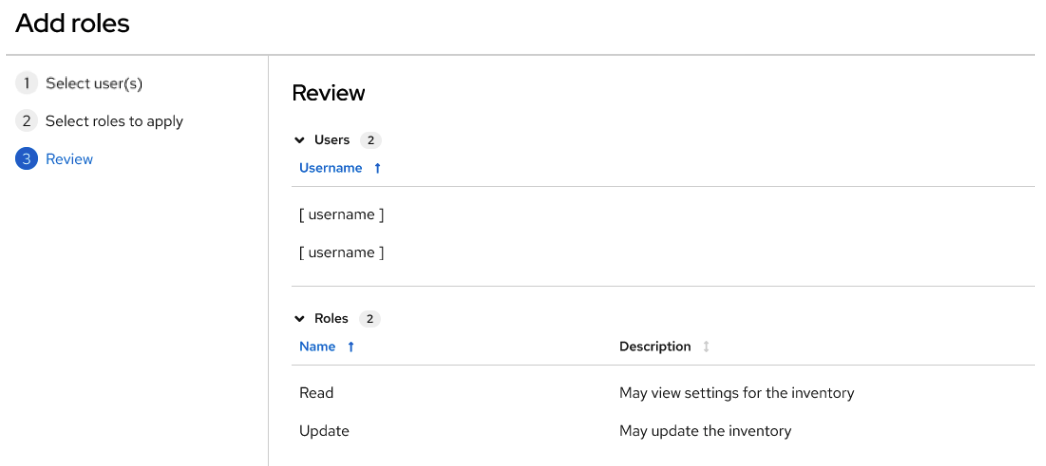 Add roles
1 Select user(s)
2 Select roles to apply
3 Review
Review
Users 2
Username
[ username ]
[ username ]
Roles 2
Name Description
Read May view settings for the inventory
Update May update the inventory